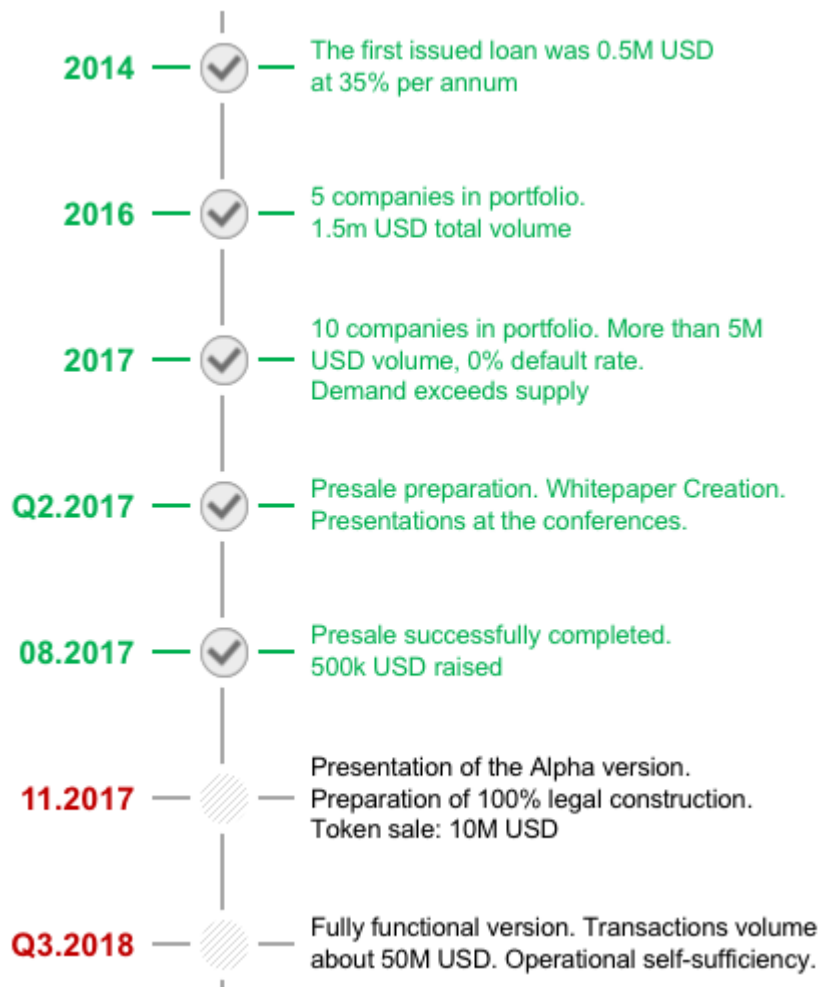 2014
The first issued loan was 0.5M USD
at 35% per annum
2016
5 companies in portfolio.
1.5m USD total volume
2017
10 companies in portfolio. More than 5M
USD volume, 0% default rate.
Demand exceeds supply
Q2.2017
Presale preparation. Whitepaper Creation.
Presentations at the conferences.
08.2017
Presale successfully completed.
500k USD raised
11.2017
Presentation of the Alpha version.
Preparation of 100% legal construction.
Token sale: 10M USD
Q3.2018
Fully functional version. Transactions volume
about 50M USD. Operational self-sufficiency.